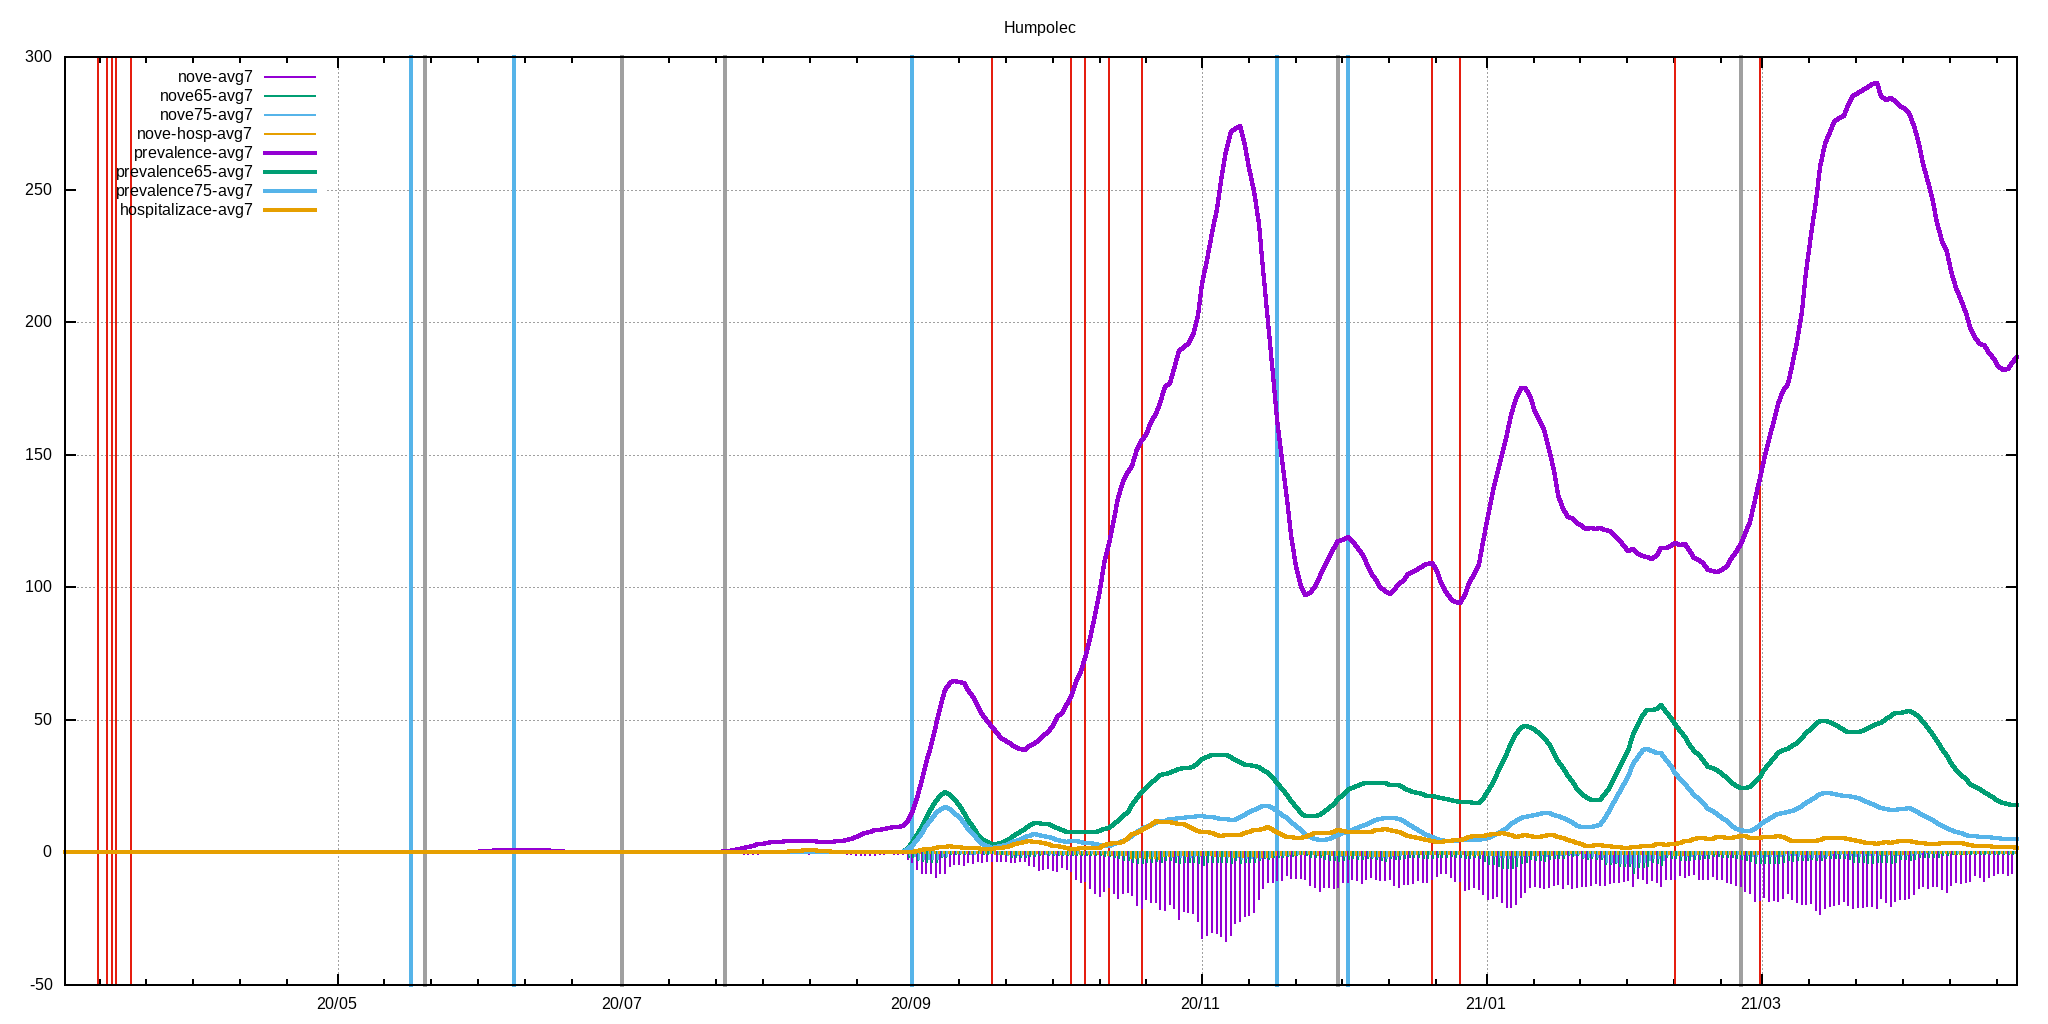 Humpolec
300
250
200
150
100
50
0
-50
nove-avg7
nove65-avg7
nove75-avg7
nove-hosp-avg7
prevalence-avg7
prevalence65-avg7
prevalence75-avg7
hospitalizace-avg7
20/05 20/07 20/09 20/11 21/01 21/03